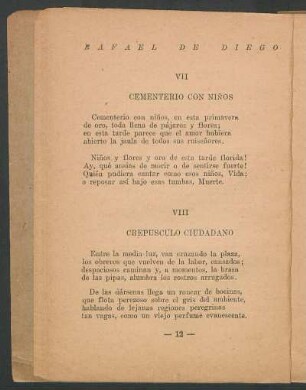 RAFAEL DE DIEGO
VII
CEMENTERIO CON NIÑOS
Cementerio con niños, en esta primavera
de oro, toda llena de pájaros y flores;
en esta tarde parece que el amor hubiera
abierto la jaula de todos sus ruiseñores.
Niños y flores y oro de esta tarde florida!
Ay, qué ansias de morir o de sentirse fuerte!
Quién pudiera cantar como esos niños, Vida;
a reposar así bajo esas tumbas, Muerte.
VIII
CREPUSCULO CIUDADANO
Entre la media luz, van cruzando la plaza,
los obreros que vuelven de la labor, cansados;
despaciosos caminan y, a momentos, la brasa
de las pipas, alumbra los rostros arrugados.
De las dársenas llega un rancor de bocinas,
que flota perezoso sobre el gris del ambiente,
hablando de lejanas regiones peregrinas
tan vagas, como un viejo perfume evanescente.
— 12 —